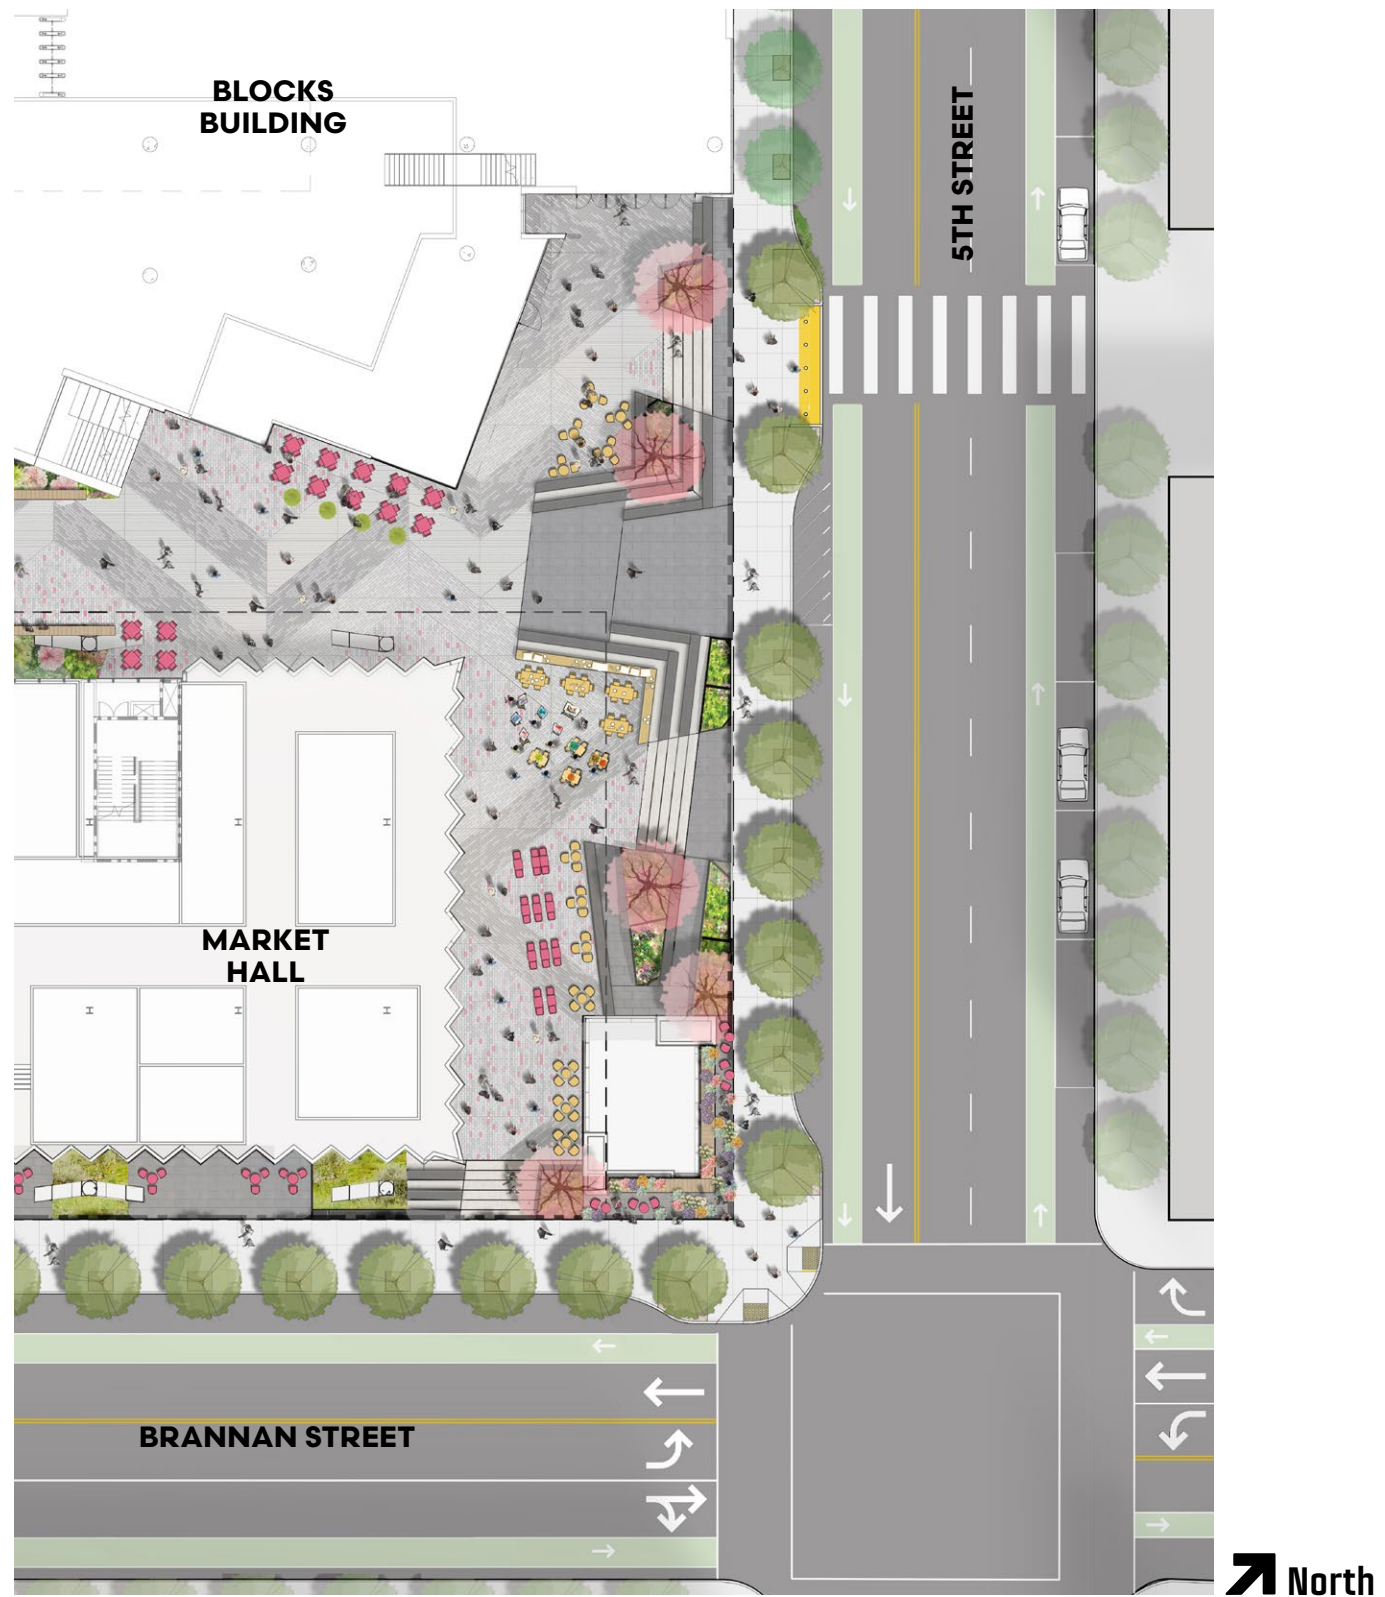 BLOCKS
BUILDING
5TH STREET
MARKET
HALL
BRANNAN STREET
North